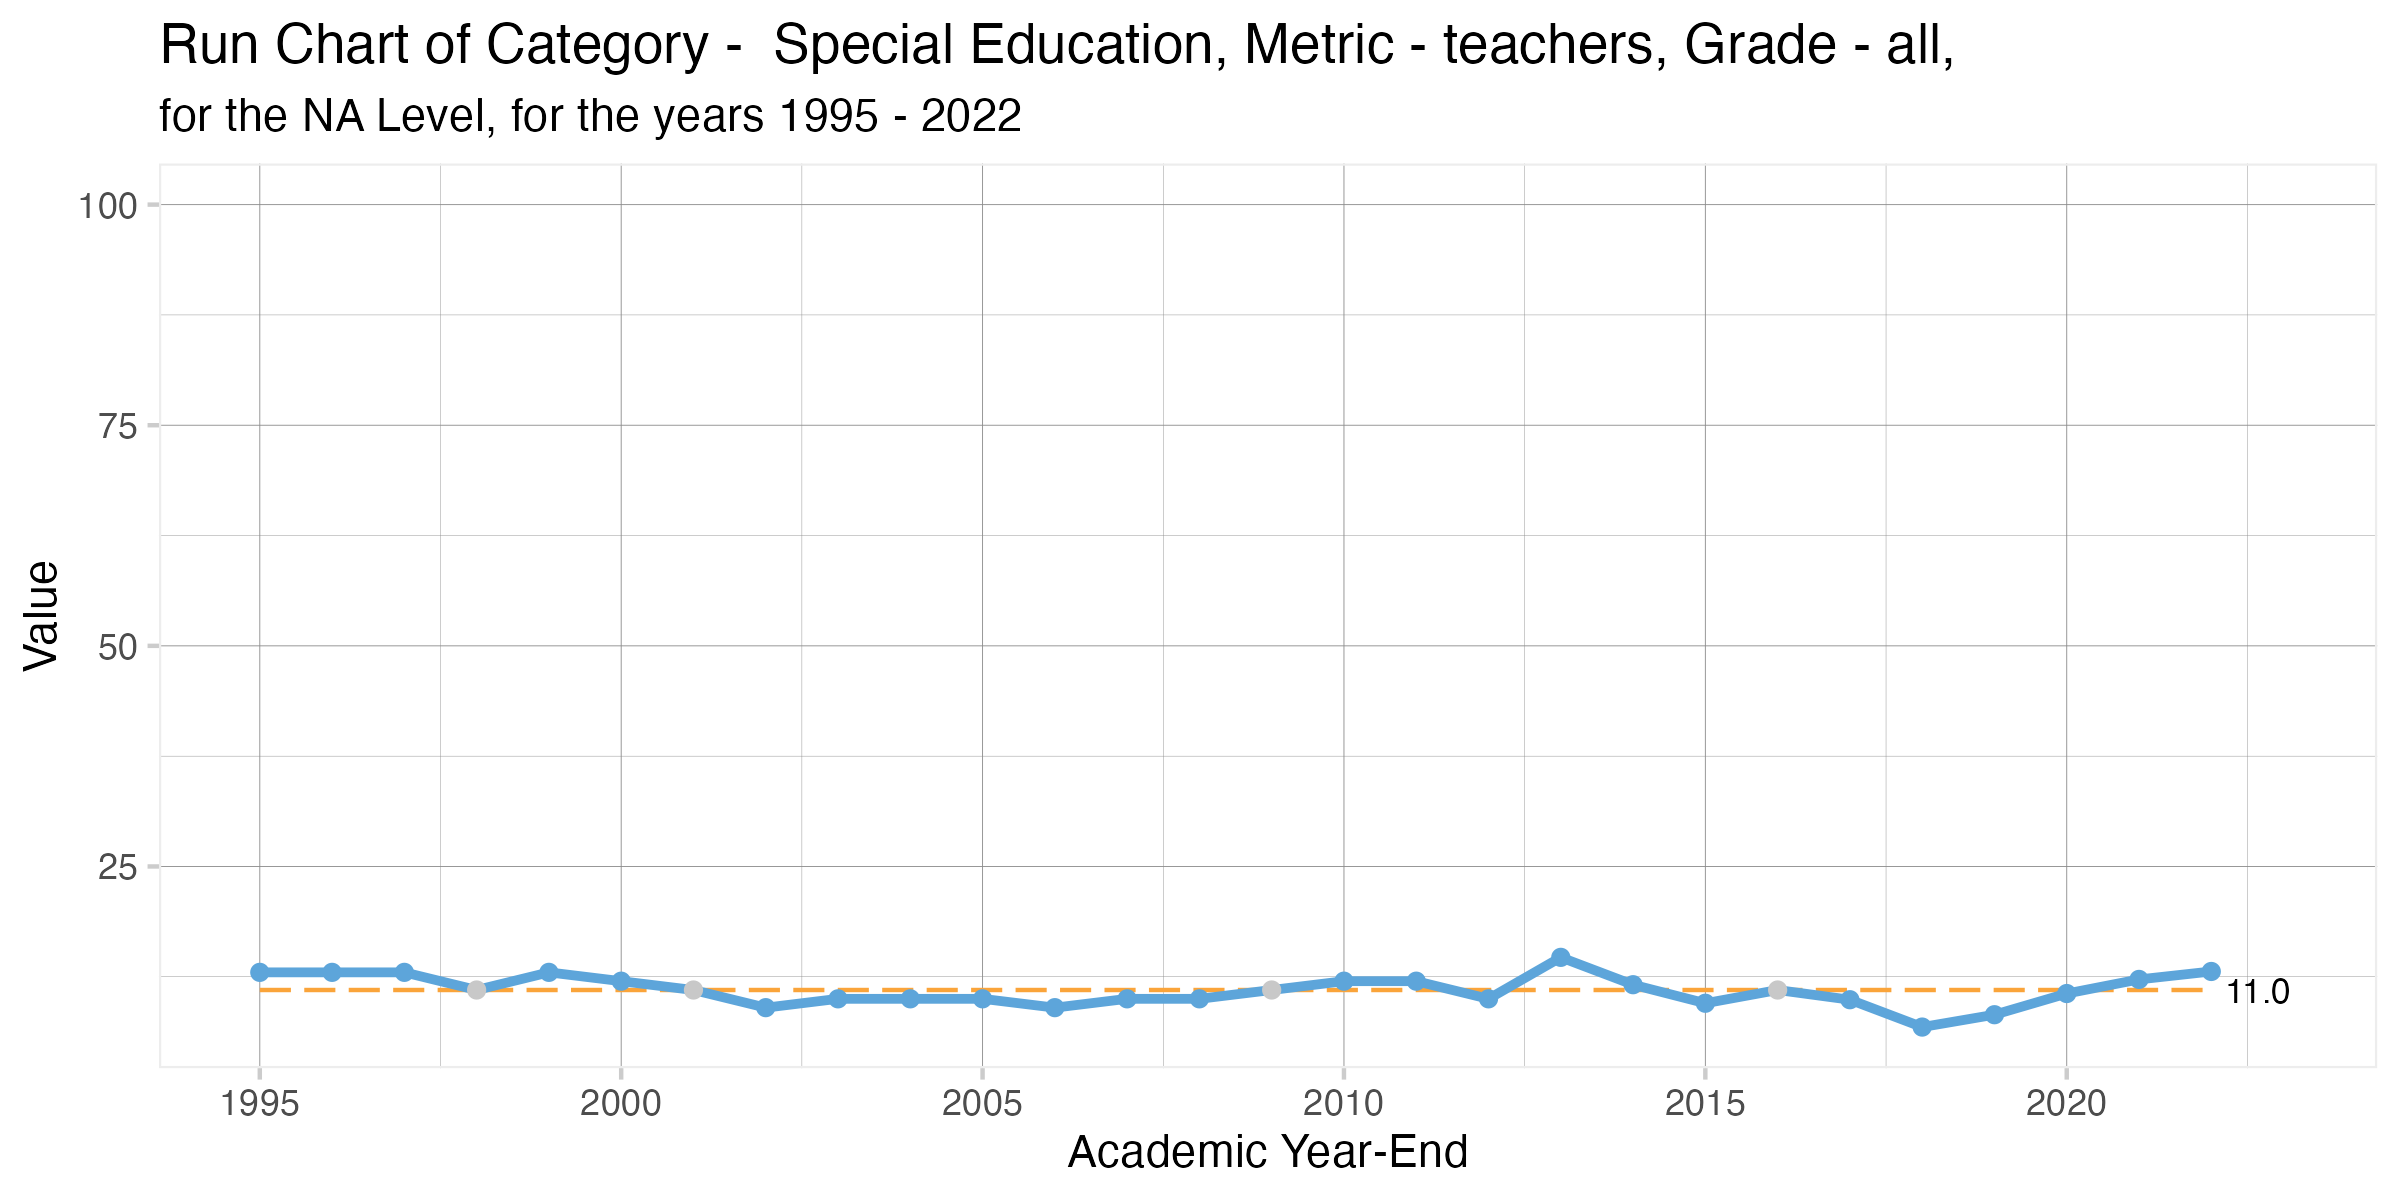 Run Chart of Category -  Special Education, Metric - teachers, Grade - all,
for the NA Level, for the years 1995 - 2022
100
75
50
25
Value
11.0
1995 2000 2005 2010 2015 2020
Academic Year-End